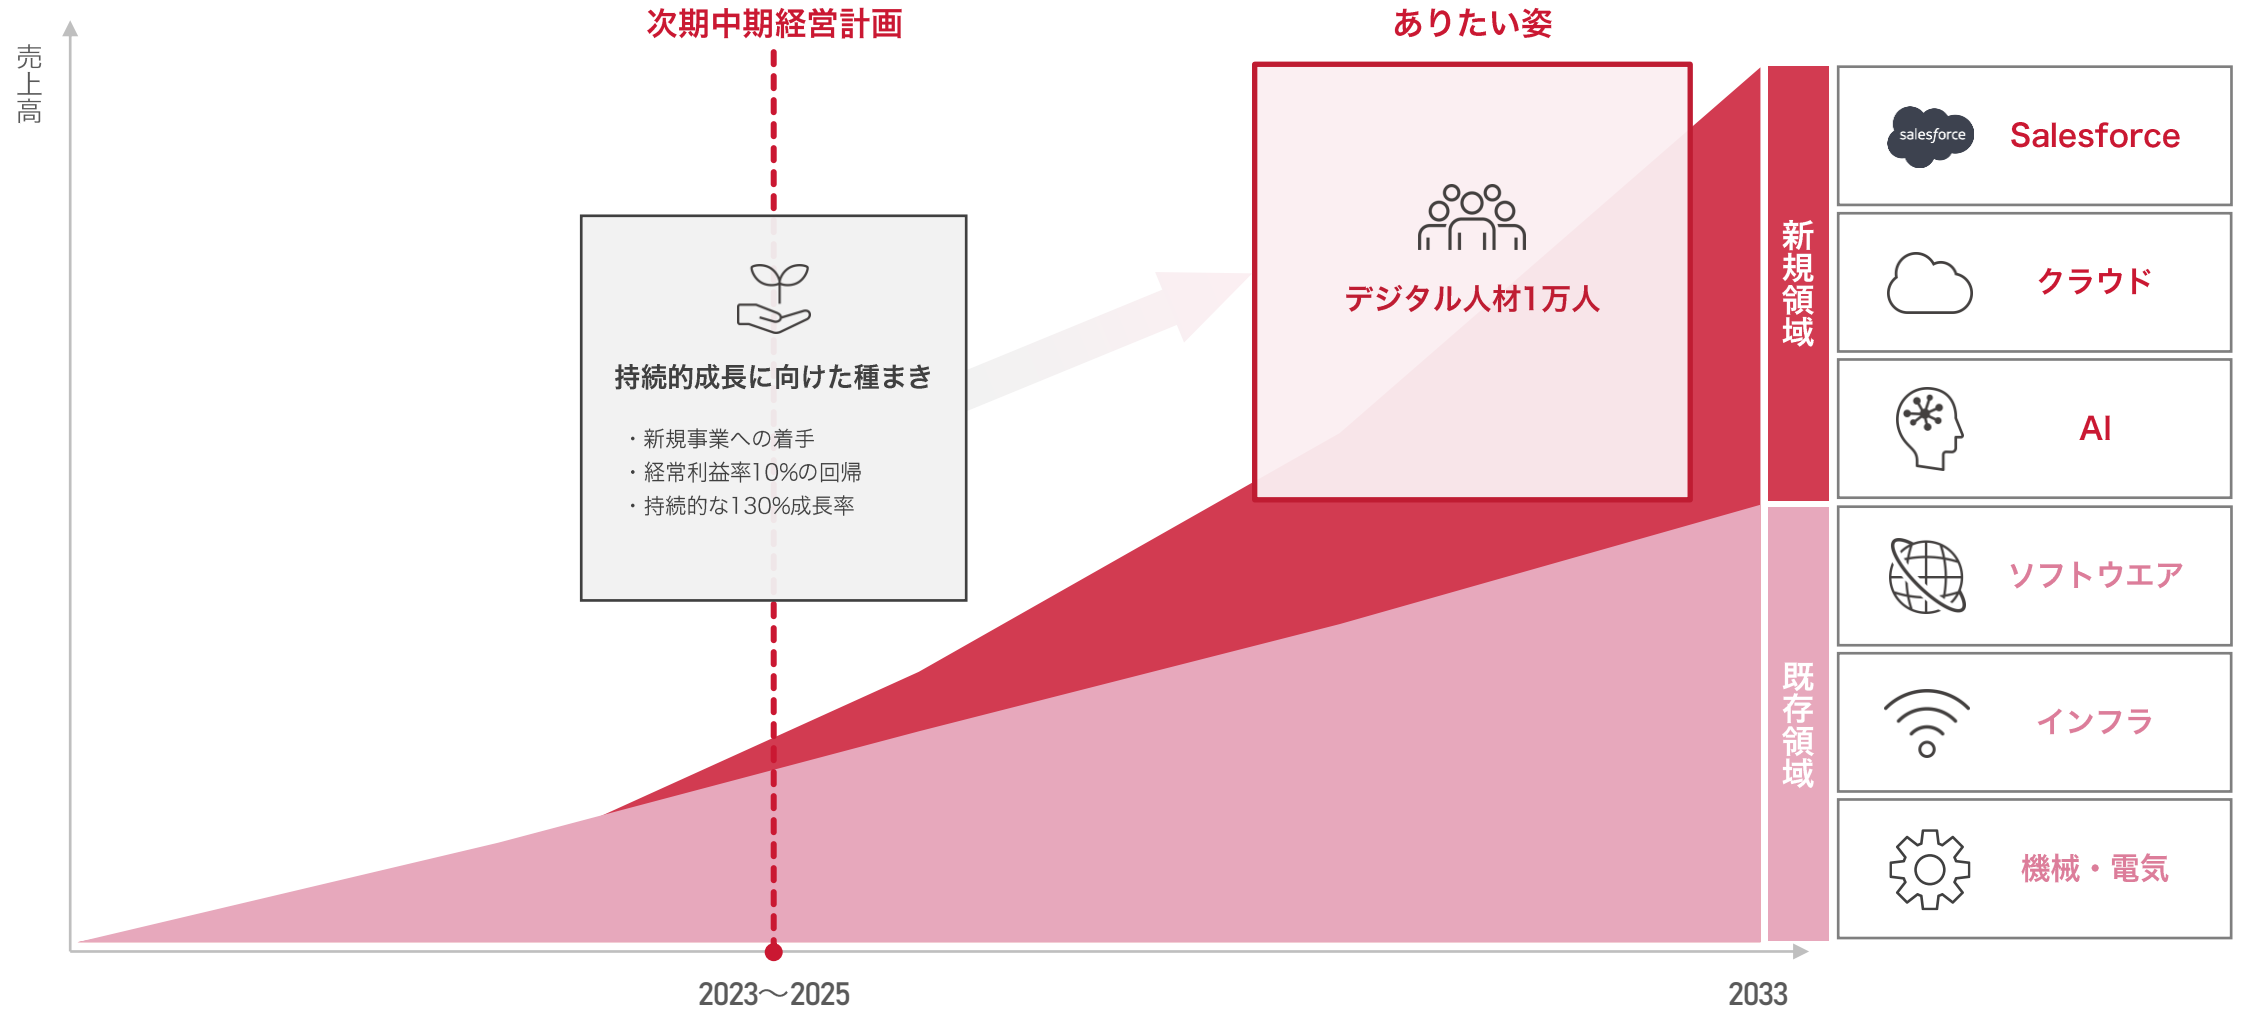 次期中期経営計画
ありたい姿
売上高
持続的成長に向けた種まき
・新規事業への着手
・経常利益率10%の回帰
・持続的な130%成長率
デジタル人材1万人
新規領域
既存領域
salesforce
Salesforce
クラウド
AI
ソフトウエア
インフラ
機械・電気
2023〜2025
2033